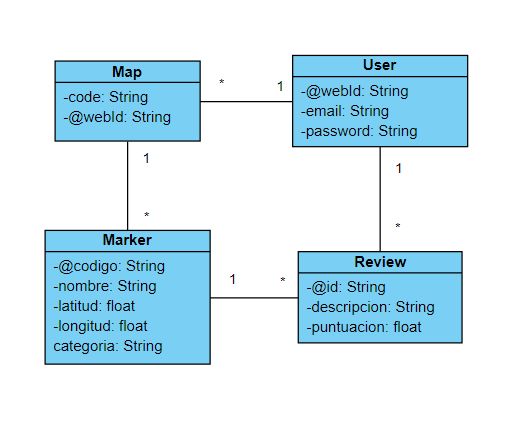 Map
-code: String
-@webId: String
*
1
User
-@webId: String
-email: String
-password: String
1
*
1
*
Marker
-@codigo: String
-nombre: String
-latitud: float
-longitud: float
categoria: String
1
*
Review
-@id: String
-descripcion: String
-puntuacion: float